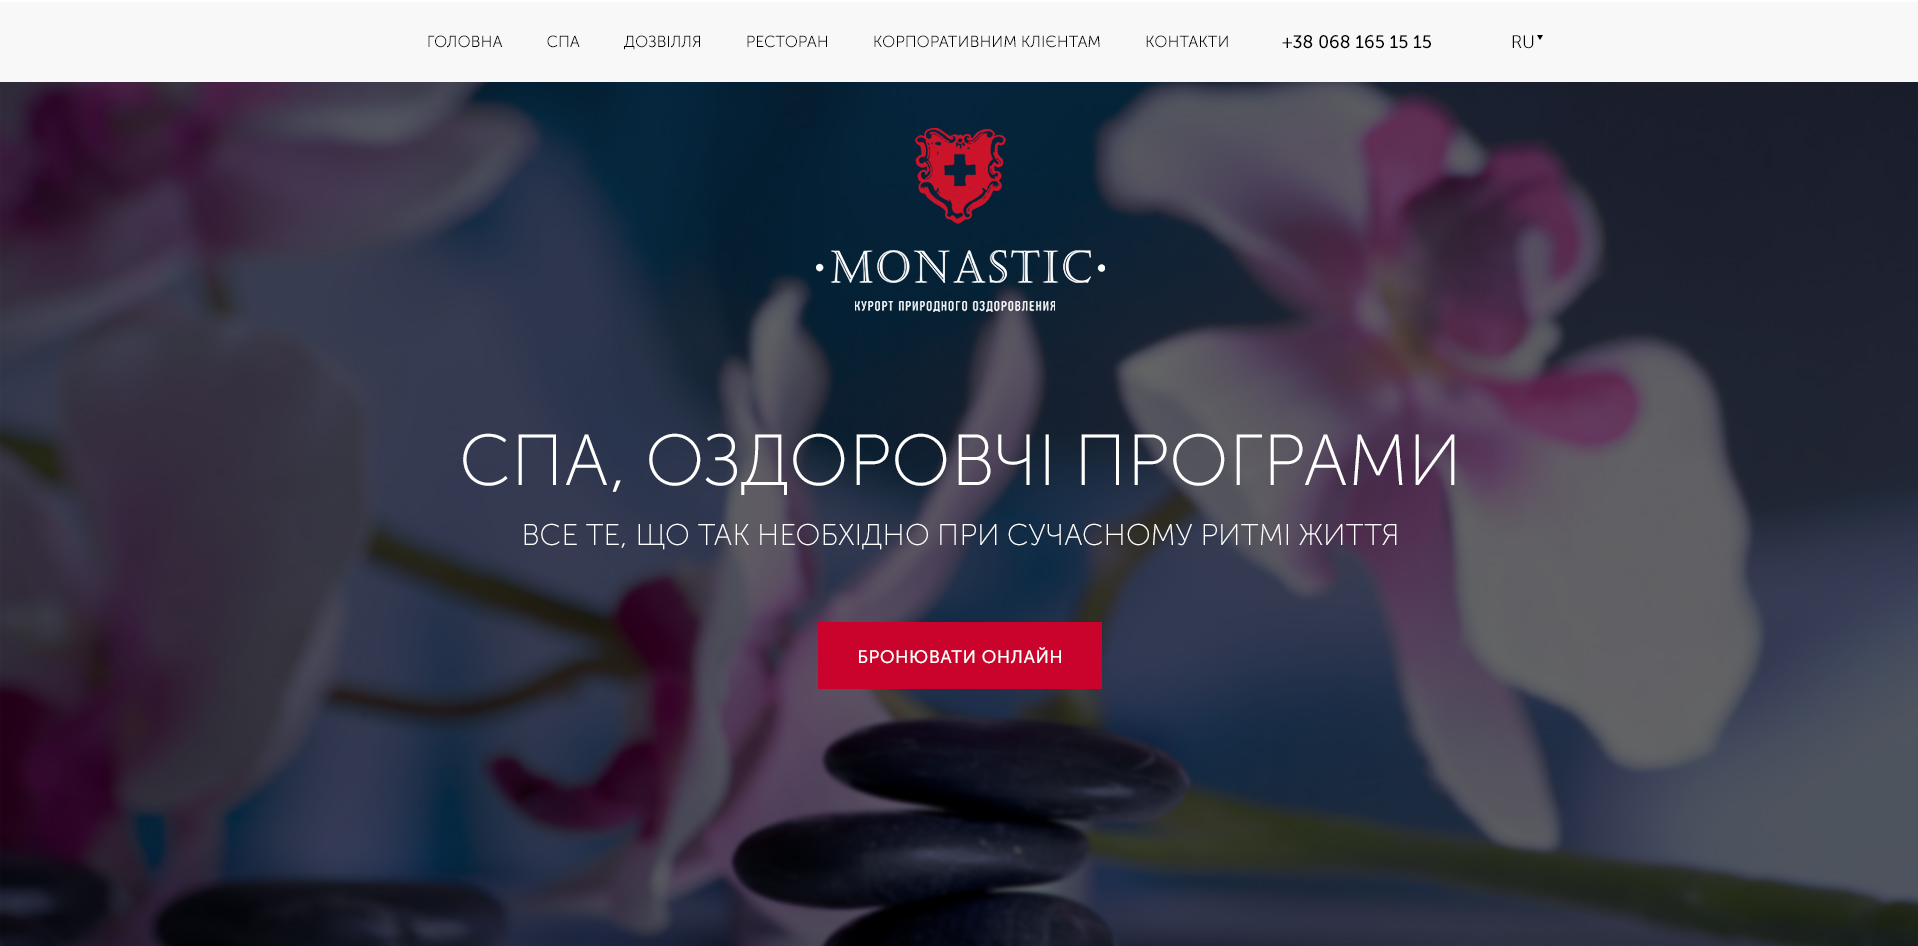 ГОЛОВНА СПА ДОЗВІЛЛЯ РЕСТОРАН КОРПОРАТИВНИМ КЛІЄНТАМ КОНТАКТИ +38 068 165 15 15 RU
·MONASTIC·
КУРОРТ ПРИРОДНОГО ОЗДОРОВЛЕНИЯ
СПА, ОЗДОРОВЧІ ПРОГРАМИ
ВСЕ ТЕ, ЩО ТАК НЕОБХІДНО ПРИ СУЧАСНОМУ РИТМІ ЖИТТЯ
БРОНЮВАТИ ОНЛАЙН